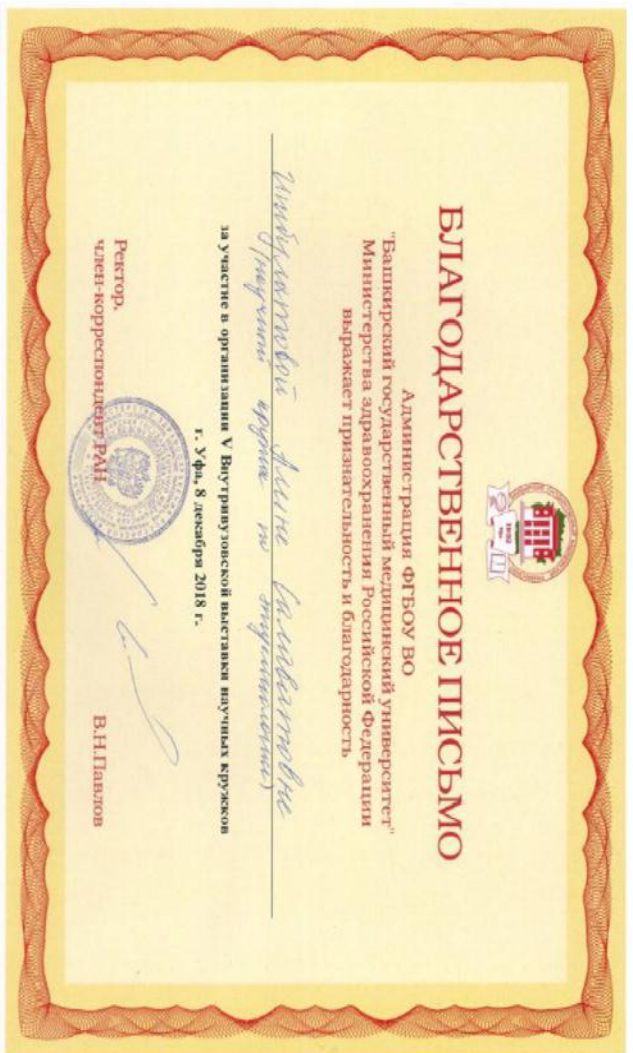 БЛАГОДАРСТВЕННОЕ ПИСЬМО
Администрация ФГБОУ ВО
"Башкирский государственный медицинский университет"
Министерства здравоохранения Российской Федерации
выражает признательность и благодарность
Алине Салаватовне
(научный кружок по
за участие в организации V Внутривузовской выставки научных кружков
г. Уфа, 8 декабря 2018 г.
Ректор,
член-корреспондент РАН
В.Н.Павлов